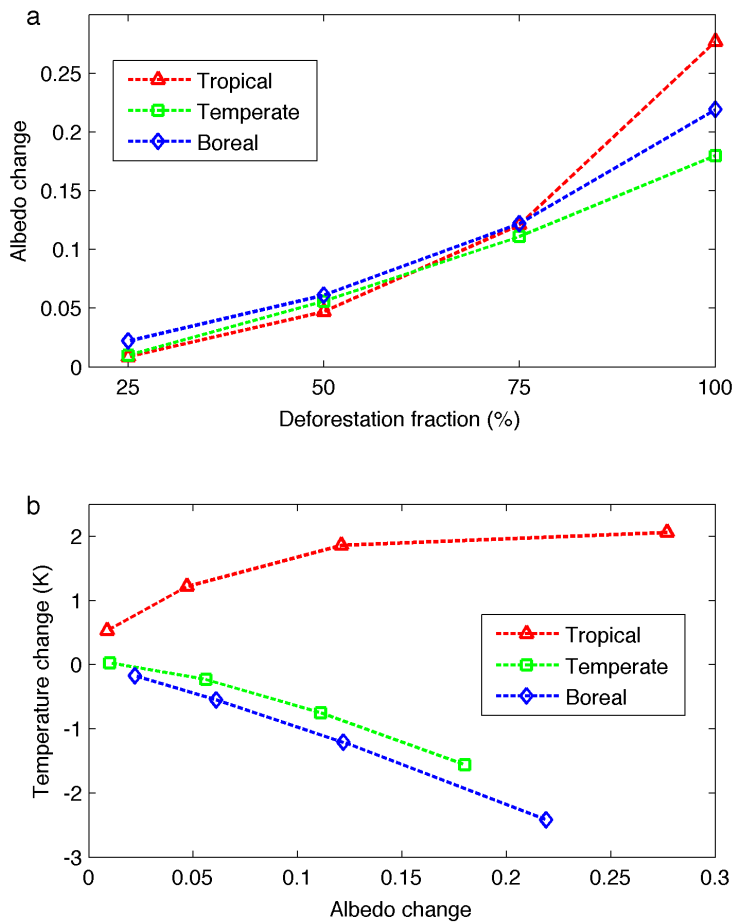 a
0.25
0.2
0.15
0.1
0.05
0
Albedo change
Tropical
Temperate
Boreal
25 50 75 100
Deforestation fraction (%)
b
2
1
0
-1
-2
-3
Temperature change (K)
Tropical
Temperate
Boreal
0 0.05 0.1 0.15 0.2 0.25 0.3
Albedo change